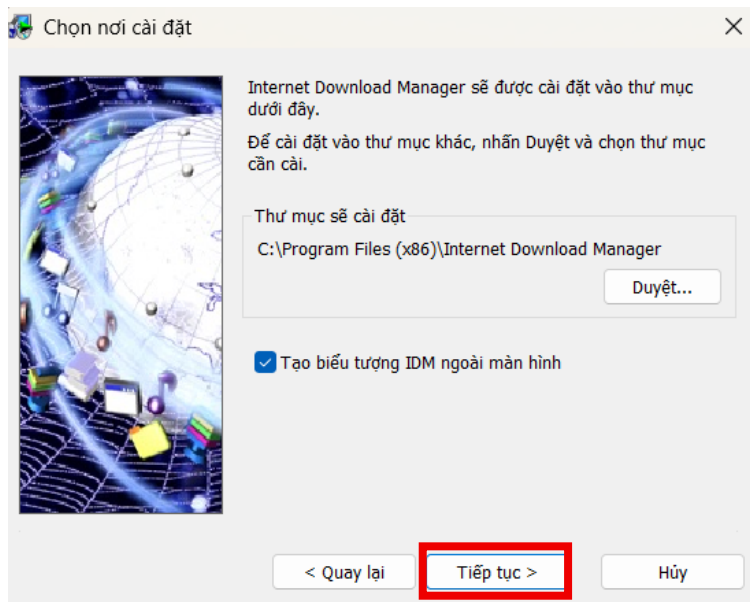 Chọn nơi cài đặt
Internet Download Manager sẽ được cài đặt vào thư mục
dưới đây.
Để cài đặt vào thư mục khác, nhấn Duyệt và chọn thư mục
cần cài.
Thư mục sẽ cài đặt
C:\Program Files (x86)\Internet Download Manager
Duyệt...
Tạo biểu tượng IDM ngoài màn hình
< Quay lại
Tiếp tục >
Hủy